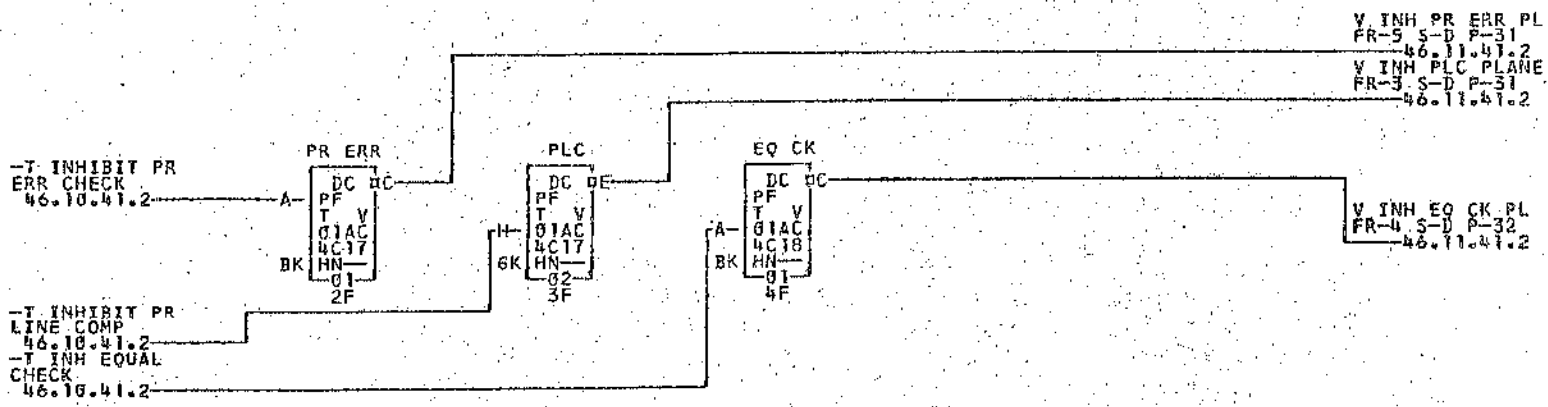 V INH PR ERR PL
FR-5 S-D P-31
46.11.41.2
V INH PLC PLANE
FR-3 S-D P-31
46.11.41.2
PR ERR
PLC
EQ CK
-T INHIBIT PR
ERR CHECK
46.10.41.2
A
DC C
PF
T V
01AC
4C17
BK HN
01
2F
H
DC E
PF
T V
01AC
4C17
GK HN
02
3F
A
DC C
PF
T V
01AC
4C18
BK HN
01
4F
V INH EQ CK PL
FR-4 S-D P-32
46.11.41.2
-T INHIBIT PR
LINE COMP
46.10.41.2
-T INH EQUAL
CHECK
46.10.41.2